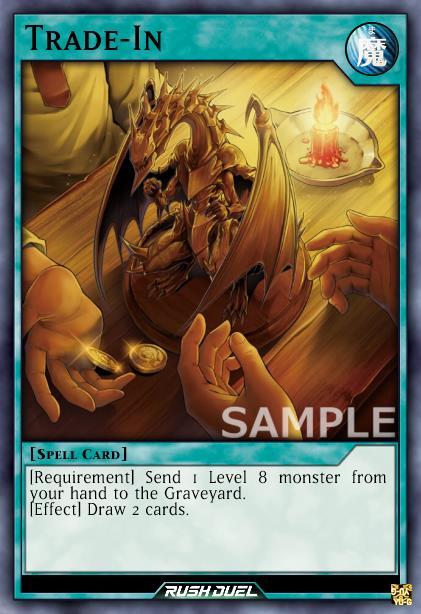 Trade-In
ま
魔
SAMPLE
[Spell Card]
[Requirement] Send 1 Level 8 monster from
your hand to the Graveyard.
[Effect] Draw 2 cards.
RUSH DUEL